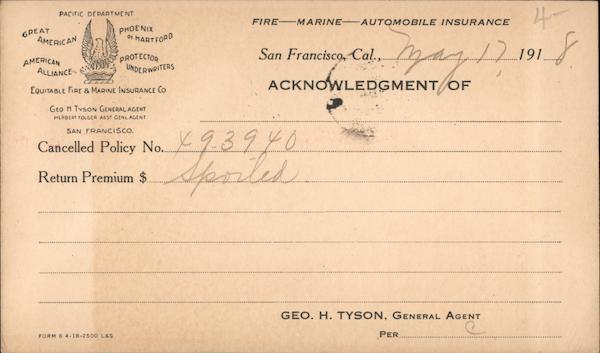 PACIFIC DEPARTMENT
GREAT AMERICAN
PHOENIX OF HARTFORD
AMERICAN ALLIANCE
PROTECTOR UNDERWRITERS
EQUITABLE FIRE & MARINE INSURANCE CO
GEO H TYSON GENERAL AGENT
HERBERT FOLGER ASST GENL AGENT
SAN FRANCISCO.
FIRE—MARINE—AUTOMOBILE INSURANCE
4-
San Francisco, Cal., May 17, 1918
ACKNOWLEDGMENT OF
Cancelled Policy No. 493940
Return Premium $ Spoiled.
GEO. H. TYSON, GENERAL AGENT
PER C
FORM 6 4-18-2500 L&S